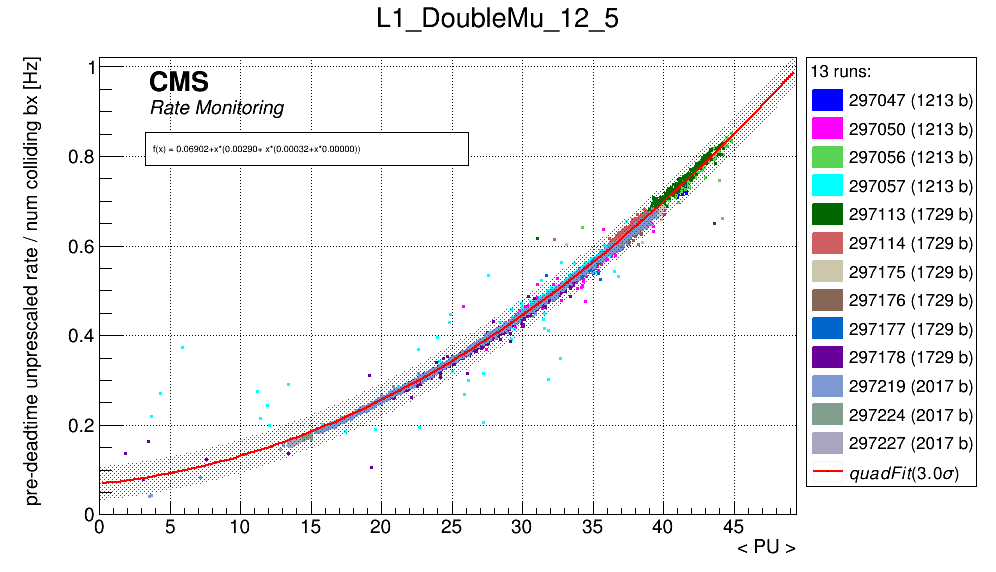 L1_DoubleMu_12_5
pre-deadtime unprescaled rate / num colliding bx [Hz]
CMS
Rate Monitoring
f(x) = 0.06902+x*(0.00290+ x*(0.00032+x*0.00000))
1
0.8
0.6
0.4
0.2
0
0 5 10 15 20 25 30 35 40 45
< PU >
13 runs:
297047 (1213 b)
297050 (1213 b)
297056 (1213 b)
297057 (1213 b)
297113 (1729 b)
297114 (1729 b)
297175 (1729 b)
297176 (1729 b)
297177 (1729 b)
297178 (1729 b)
297219 (2017 b)
297224 (2017 b)
297227 (2017 b)
quadFit(3.0σ)